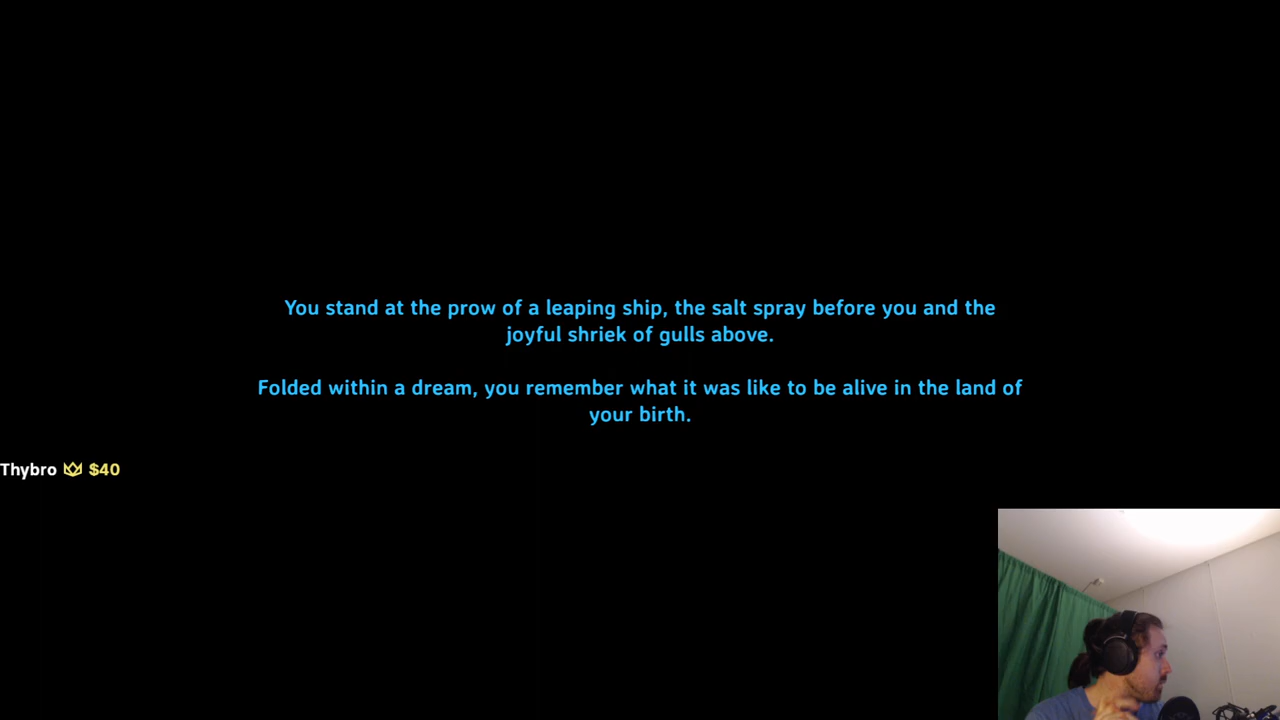 You stand at the prow of a leaping ship, the salt spray before you and the
joyful shriek of gulls above.
Folded within a dream, you remember what it was like to be alive in the land of
your birth.
Thybro $40